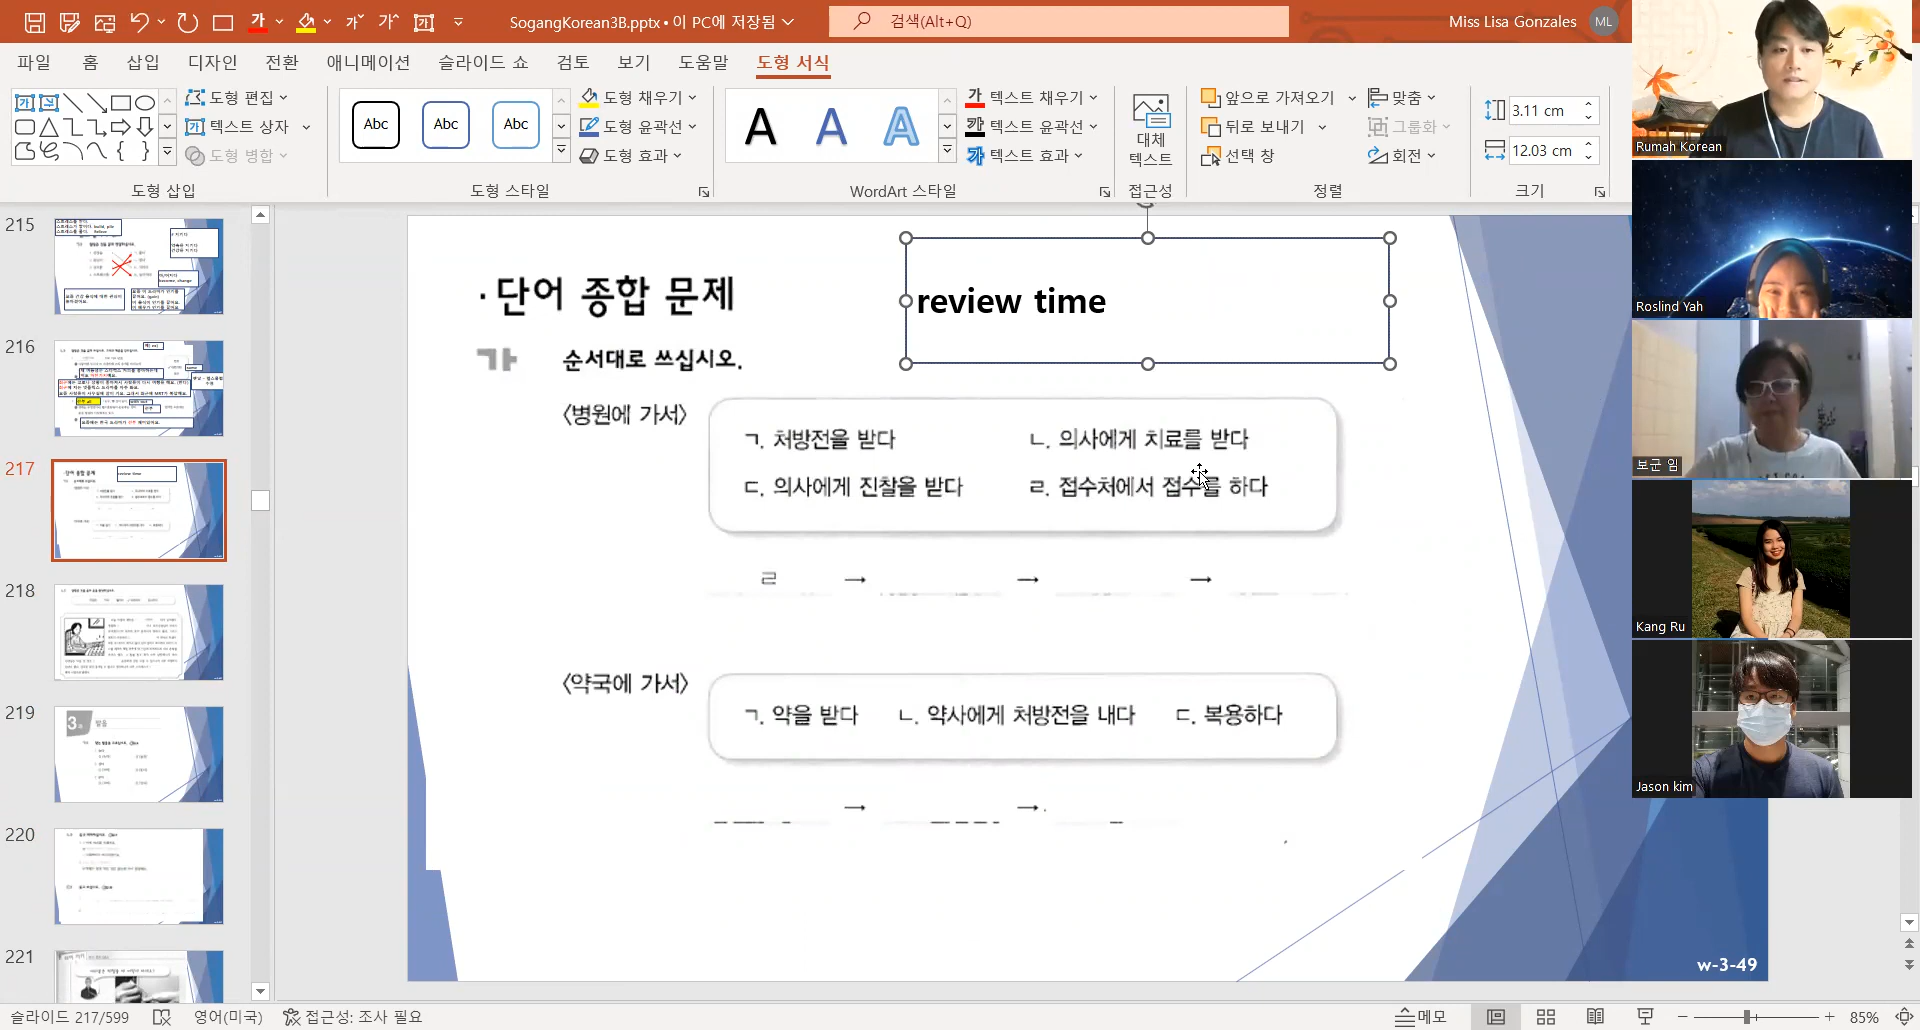 SogangKorean3B.pptx • 이 PC에 저장됨
검색(Alt+Q)
Miss Lisa Gonzales
ML
파일 홈 삽입 디자인 전환 애니메이션 슬라이드 쇼 검토 보기 도움말 도형 서식
도형 편집
텍스트 상자
도형 병합
도형 삽입
Abc Abc Abc
도형 채우기
도형 윤곽선
도형 효과
도형 스타일
A A A
텍스트 채우기
텍스트 윤곽선
텍스트 효과
WordArt 스타일
대체
텍스트
접근성
앞으로 가져오기
뒤로 보내기
선택 창
맞춤
그룹화
회전
정렬
3.11 cm
12.03 cm
크기
215
216
217
218
219
220
221
· 단어 종합 문제
review time
가 순서대로 쓰십시오.
〈병원에 가서〉
ㄱ. 처방전을 받다 ㄴ. 의사에게 치료를 받다
ㄷ. 의사에게 진찰을 받다 ㄹ. 접수처에서 접수를 하다
ㄹ → → →
〈약국에 가서〉
ㄱ. 약을 받다 ㄴ. 약사에게 처방전을 내다 ㄷ. 복용하다
→ →
w-3-49
Rumah Korean
Roslind Yah
보군 임
Kang Ru
Jason kim
슬라이드 217/599 영어(미국) 접근성: 조사 필요
메모
85%